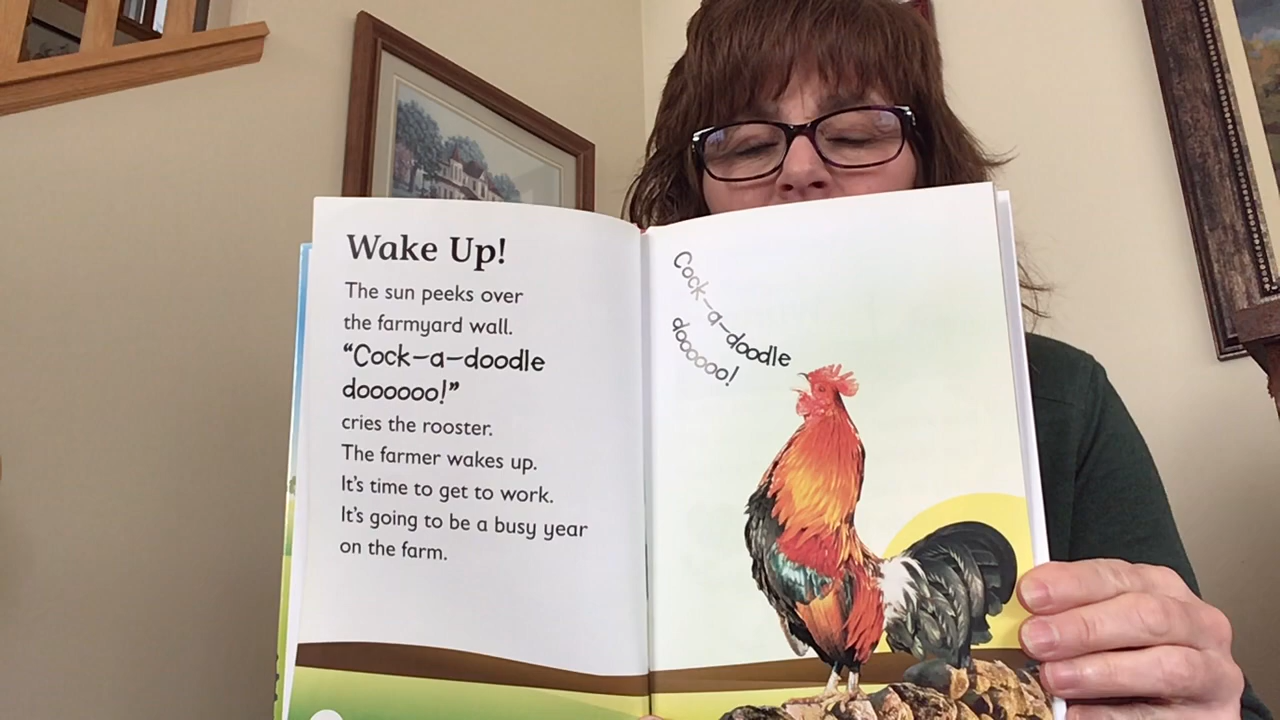 Wake Up!
The sun peeks over
the farmyard wall.
“Cock-a-doodle
doooooo!”
cries the rooster.
The farmer wakes up.
It's time to get to work.
It's going to be a busy year
on the farm.
Cock-a-doodle
doooooo!